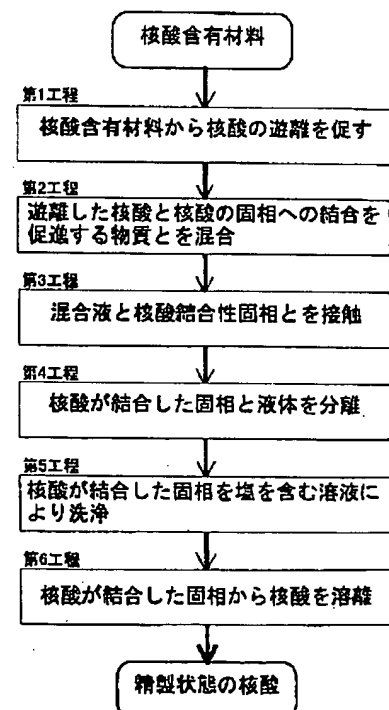 核酸含有材料
第1工程
核酸含有材料から核酸の遊離を促す
第2工程
遊離した核酸と核酸の固相への結合を
促進する物質とを混合
第3工程
混合液と核酸結合性固相とを接触
第4工程
核酸が結合した固相と液体を分離
第5工程
核酸が結合した固相を塩を含む溶液に
より洗浄
第6工程
核酸が結合した固相から核酸を溶離
精製状態の核酸